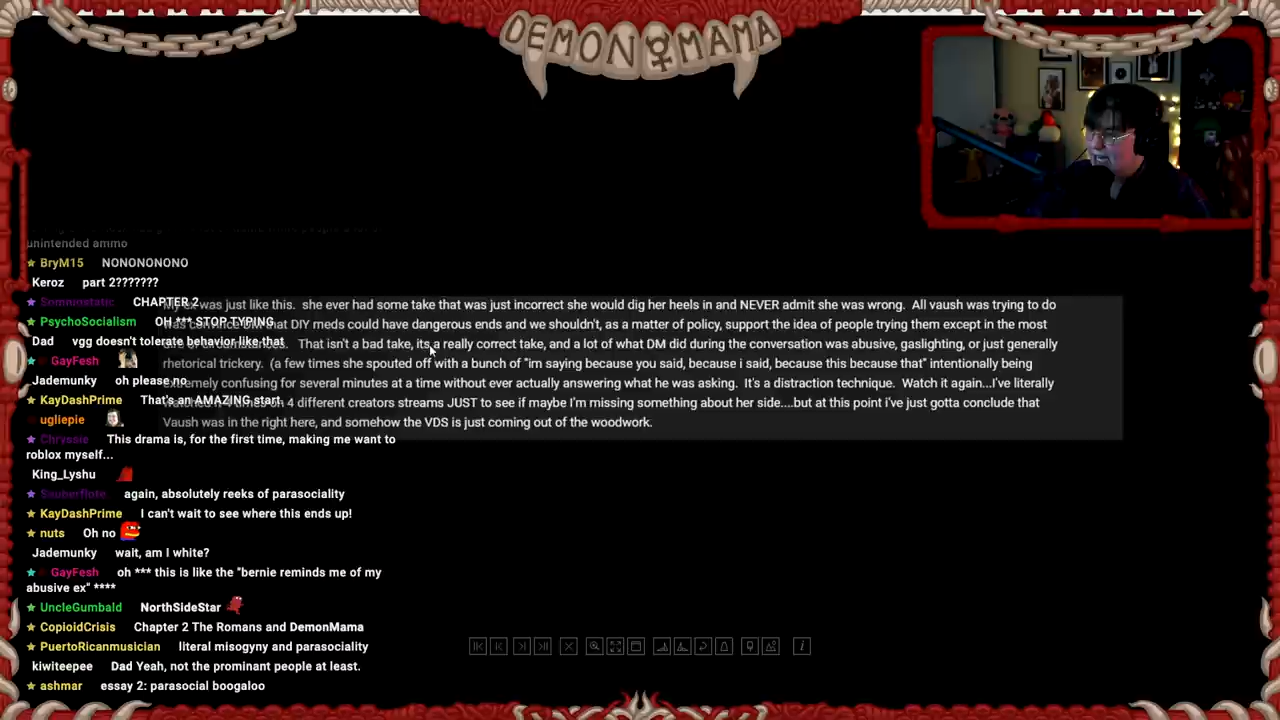 DEMON MAMA
unintended ammo
BryM15 NONONONONO
Keroz part 2???????
Somnustatic CHAPTER 2
PsychoSocialism OH *** STOP TYPING
Dad vgg doesn't tolerate behavior like that
GayFesh
Jademunky oh please no
KayDashPrime That's an AMAZING start
ugliepie
Chryssie This drama is, for the first time, making me want to
roblox myself...
King_Lyshu
again, absolutely reeks of parasociality
KayDashPrime I can't wait to see where this ends up!
nuts Oh no
Jademunky wait, am I white?
GayFesh oh *** this is like the "bernie reminds me of my
abusive ex" ****
UncleGumbald NorthSideStar
CopioidCrisis Chapter 2 The Romans and DemonMama
PuertoRicanmusician literal misogyny and parasociality
kiwiteepee Dad Yeah, not the prominant people at least.
ashmar essay 2: parasocial boogaloo
ex was just like this. she ever had some take that was just incorrect she would dig her heels in and NEVER admit she was wrong. All vaush was trying to do
that DIY meds could have dangerous ends and we shouldn't, as a matter of policy, support the idea of people trying them except in the most
That isn't a bad take, its a really correct take, and a lot of what DM did during the conversation was abusive, gaslighting, or just generally
rhetorical trickery. (a few times she spouted off with a bunch of "im saying because you said, because i said, because this because that" intentionally being
extremely confusing for several minutes at a time without ever actually answering what he was asking. It's a distraction technique. Watch it again...I've literally
4 different creators streams JUST to see if maybe I'm missing something about her side....but at this point i've just gotta conclude that
Vaush was in the right here, and somehow the VDS is just coming out of the woodwork.